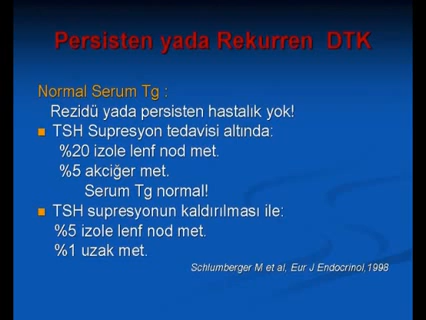 Persisten yada Rekurren DTK
Normal Serum Tg :
Rezidü yada persisten hastalık yok!
TSH Supresyon tedavisi altında:
%20 izole lenf nod met.
%5 akciğer met.
Serum Tg normal!
TSH supresyonun kaldırılması ile:
%5 izole lenf nod met.
%1 uzak met.
Schlumberger M et al, Eur J Endocrinol,1998